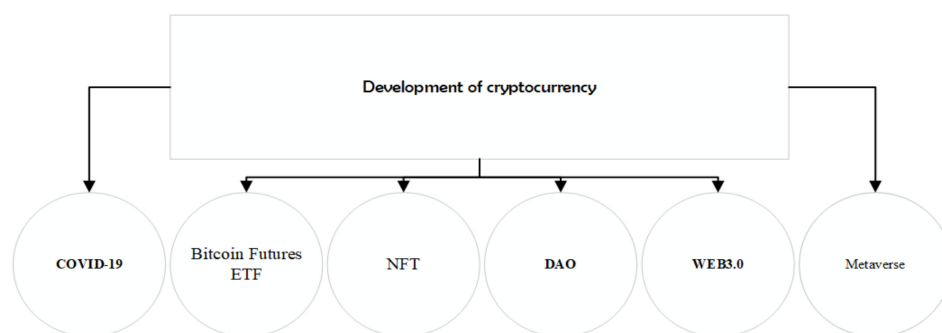 Development of cryptocurrency
COVID-19
Bitcoin Futures
ETF
NFT
DAO
WEB3.0
Metaverse